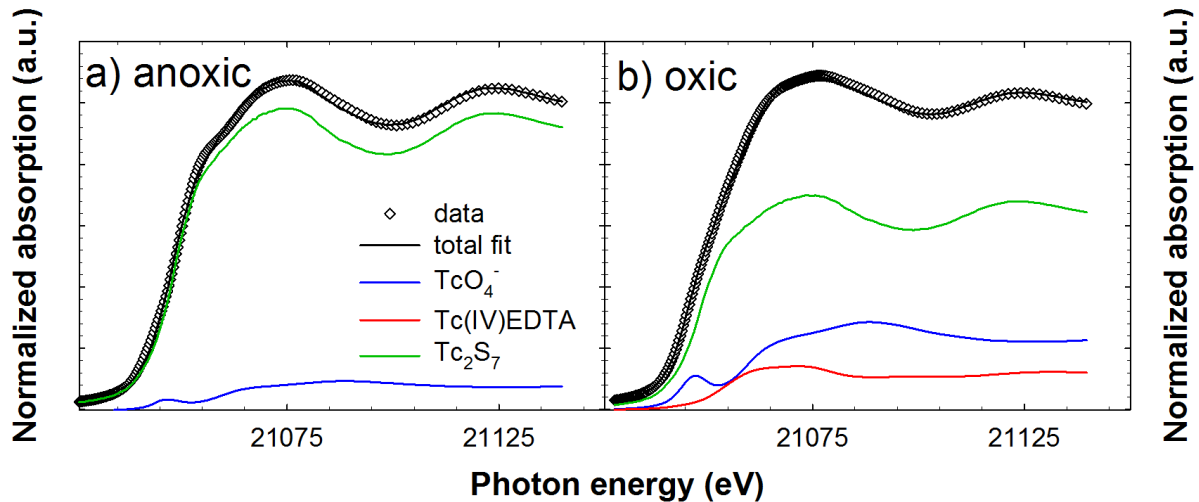 Normalized absorption (a.u.)
a) anoxic
data
total fit
TcO₄⁻
Tc(IV)EDTA
Tc₂S₇
b) oxic
Normalized absorption (a.u.)
21075
21125
21075
21125
Photon energy (eV)